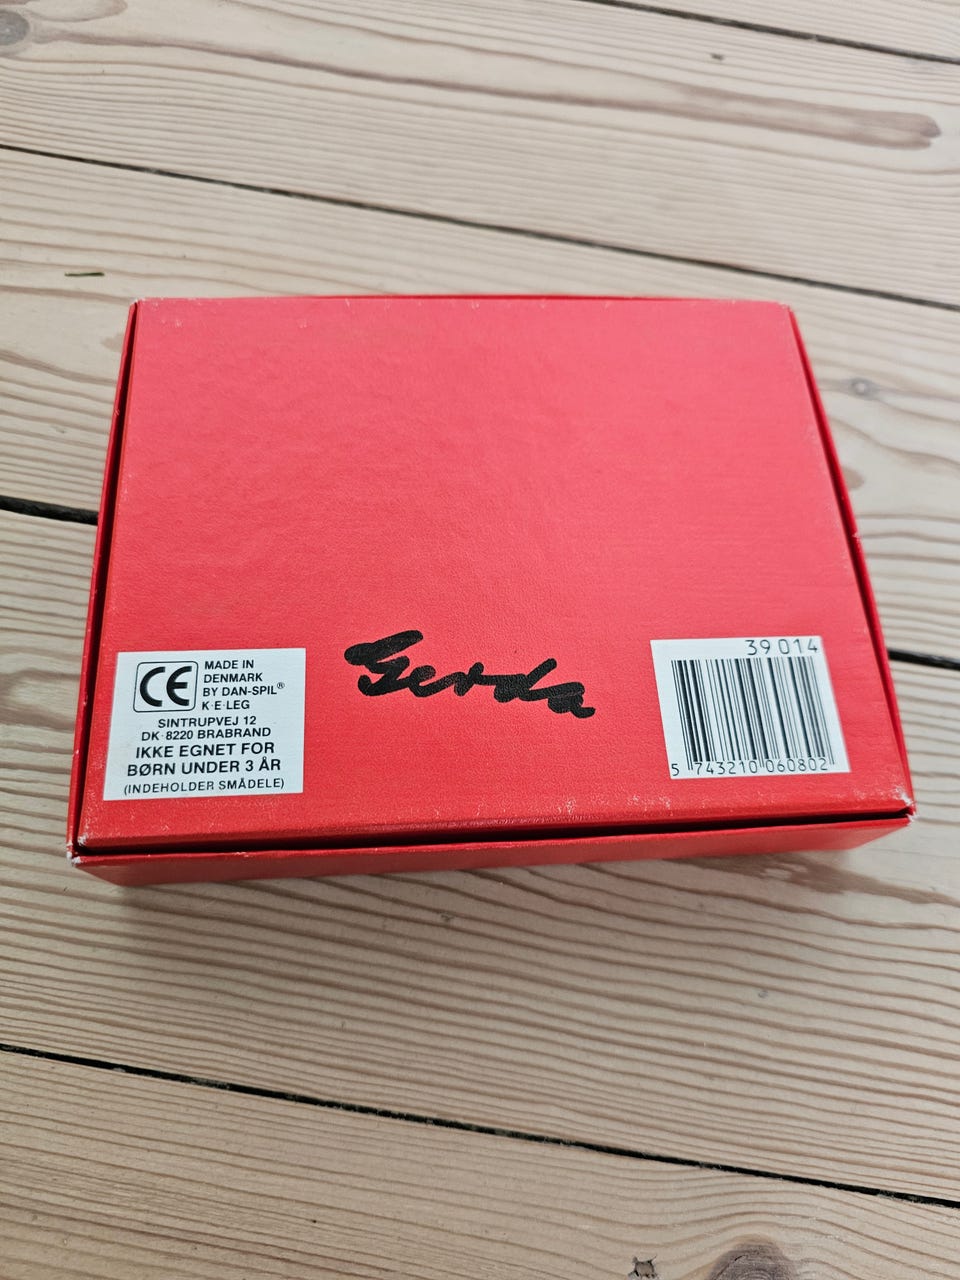 CE
MADE IN
DENMARK
BY DAN-SPIL®
K·E·LEG
SINTRUPVEJ 12
DK-8220 BRABRAND
IKKE EGNET FOR
BØRN UNDER 3 ÅR
(INDEHOLDER SMÅDELE)
Gerda
39 014
5 743210 060802